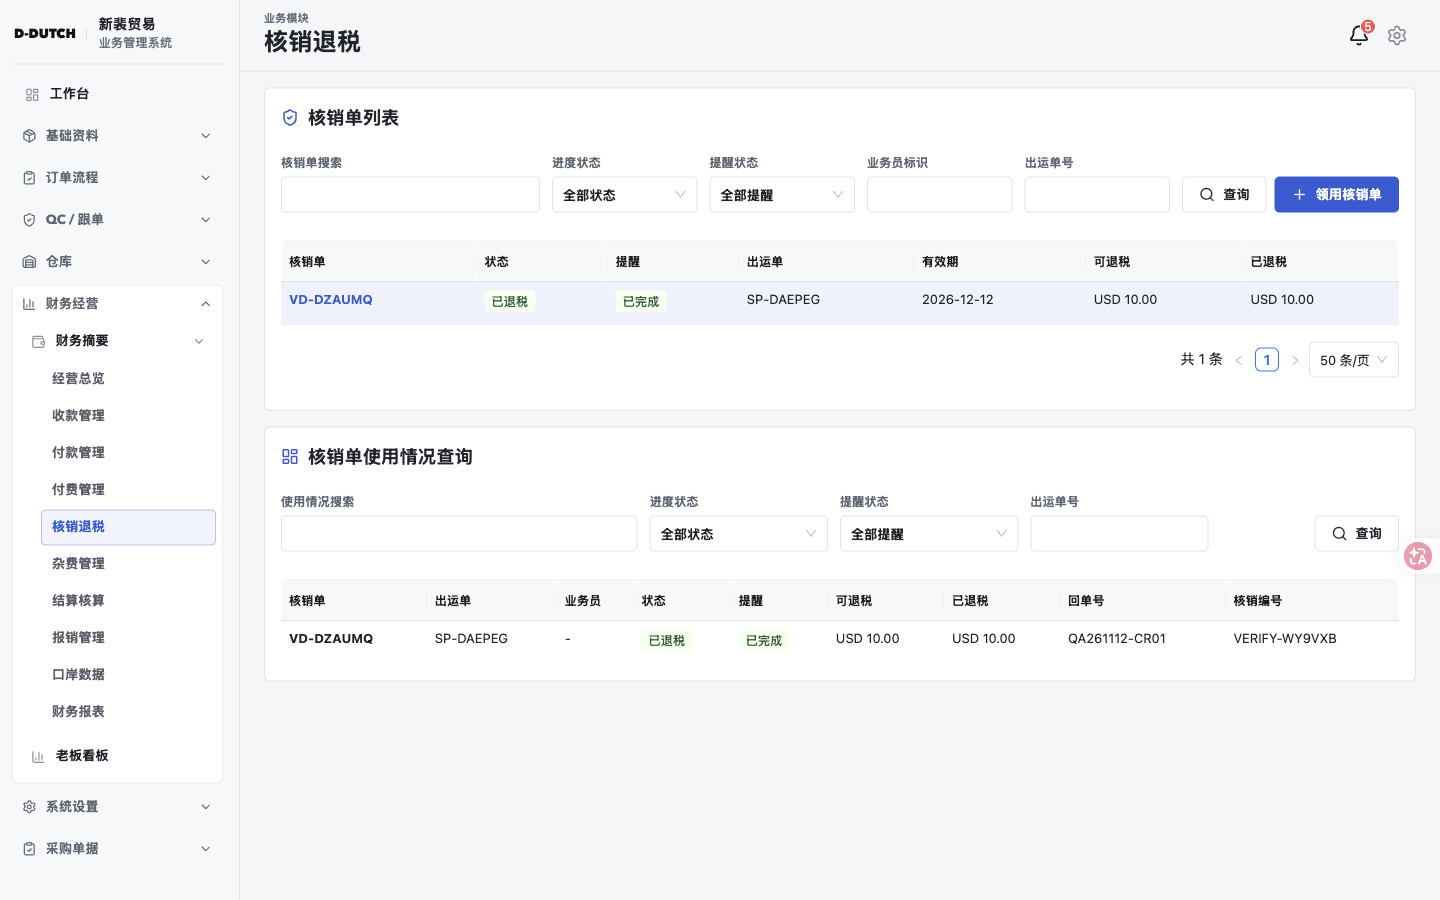 D-DUTCH
新裴贸易
业务管理系统
工作台
基础资料
订单流程
QC / 跟单
仓库
财务经营
财务摘要
经营总览
收款管理
付款管理
付费管理
核销退税
杂费管理
结算核算
报销管理
口岸数据
财务报表
老板看板
系统设置
采购单据
业务模块
核销退税
5
核销单列表
核销单搜索 进度状态 提醒状态 业务员标识 出运单号
全部状态 全部提醒 查询 领用核销单
核销单 状态 提醒 出运单 有效期 可退税 已退税
VD-DZAUMQ 已退税 已完成 SP-DAEPEG 2026-12-12 USD 10.00 USD 10.00
共 1 条 < 1 > 50 条/页
核销单使用情况查询
使用情况搜索 进度状态 提醒状态 出运单号
全部状态 全部提醒 查询
核销单 出运单 业务员 状态 提醒 可退税 已退税 回单号 核销编号
VD-DZAUMQ SP-DAEPEG - 已退税 已完成 USD 10.00 USD 10.00 QA261112-CR01 VERIFY-WY9VXB